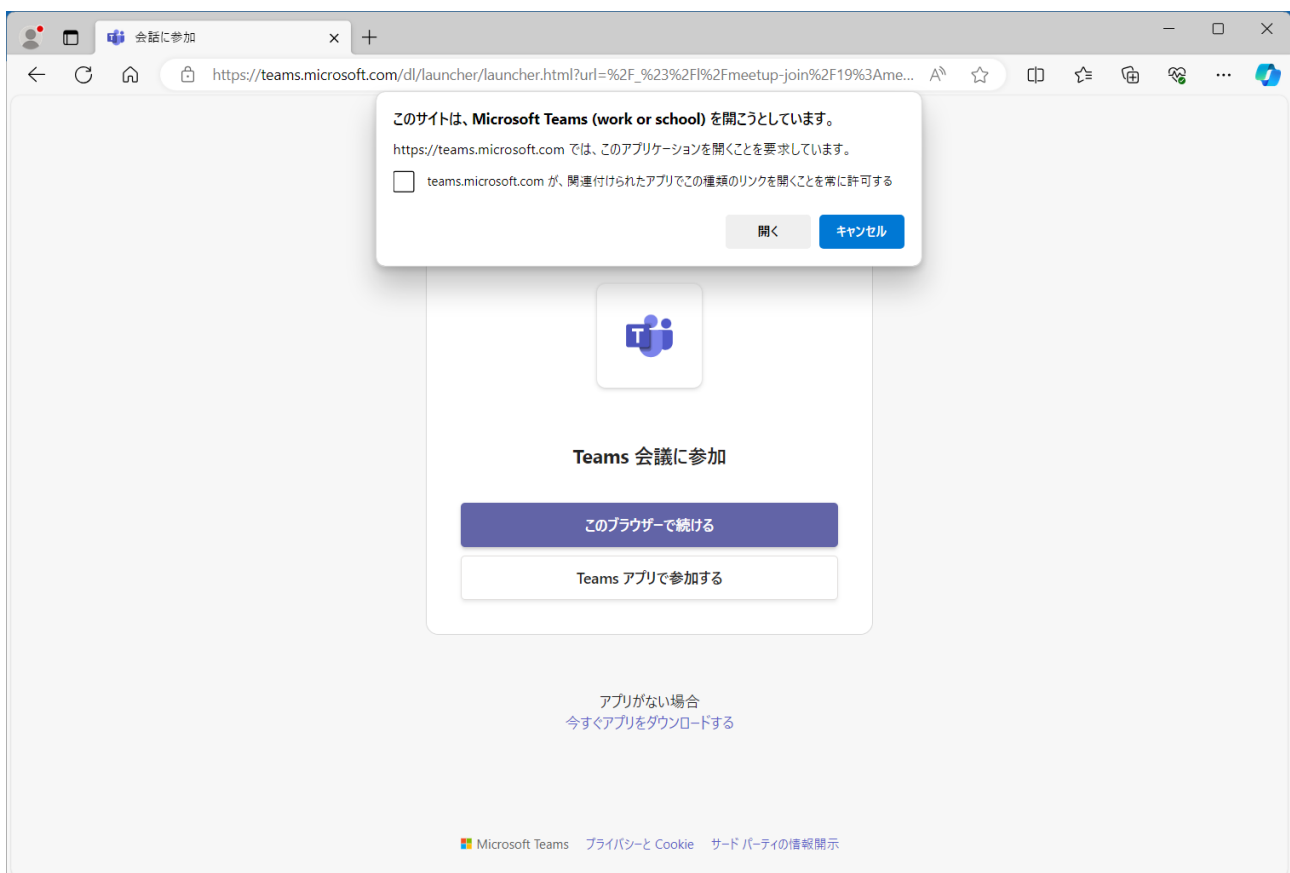 会話に参加
https://teams.microsoft.com/dl/launcher/launcher.html?url=%2F_%23%2Fl%2Fmeetup-join%2F19%3Ame...
このサイトは、Microsoft Teams (work or school) を開こうとしています。
https://teams.microsoft.com では、このアプリケーションを開くことを要求しています。
teams.microsoft.com が、関連付けられたアプリでこの種類のリンクを開くことを常に許可する
開く
キャンセル
Teams 会議に参加
このブラウザーで続ける
Teams アプリで参加する
アプリがない場合
今すぐアプリをダウンロードする
Microsoft Teams プライバシーと Cookie サード パーティの情報開示